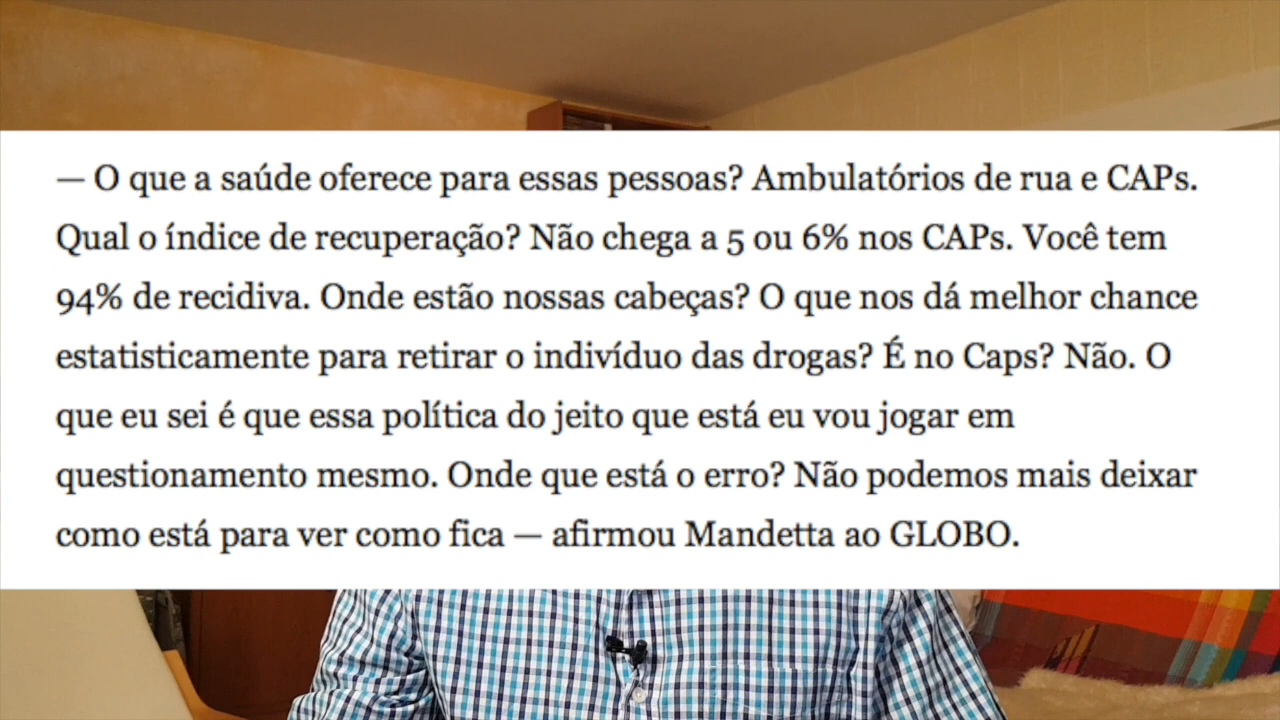 — O que a saúde oferece para essas pessoas? Ambulatórios de rua e CAPs.
Qual o índice de recuperação? Não chega a 5 ou 6% nos CAPs. Você tem
94% de recidiva. Onde estão nossas cabeças? O que nos dá melhor chance
estatisticamente para retirar o indivíduo das drogas? É no Caps? Não. O
que eu sei é que essa política do jeito que está eu vou jogar em
questionamento mesmo. Onde que está o erro? Não podemos mais deixar
como está para ver como fica — afirmou Mandetta ao GLOBO.